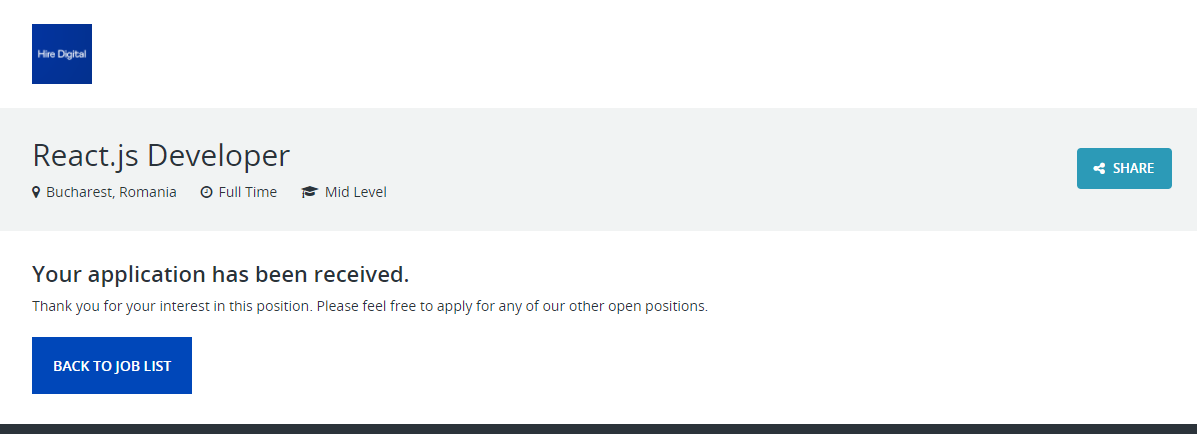 Hire Digital
React.js Developer
Bucharest, Romania Full Time Mid Level
SHARE
Your application has been received.
Thank you for your interest in this position. Please feel free to apply for any of our other open positions.
BACK TO JOB LIST